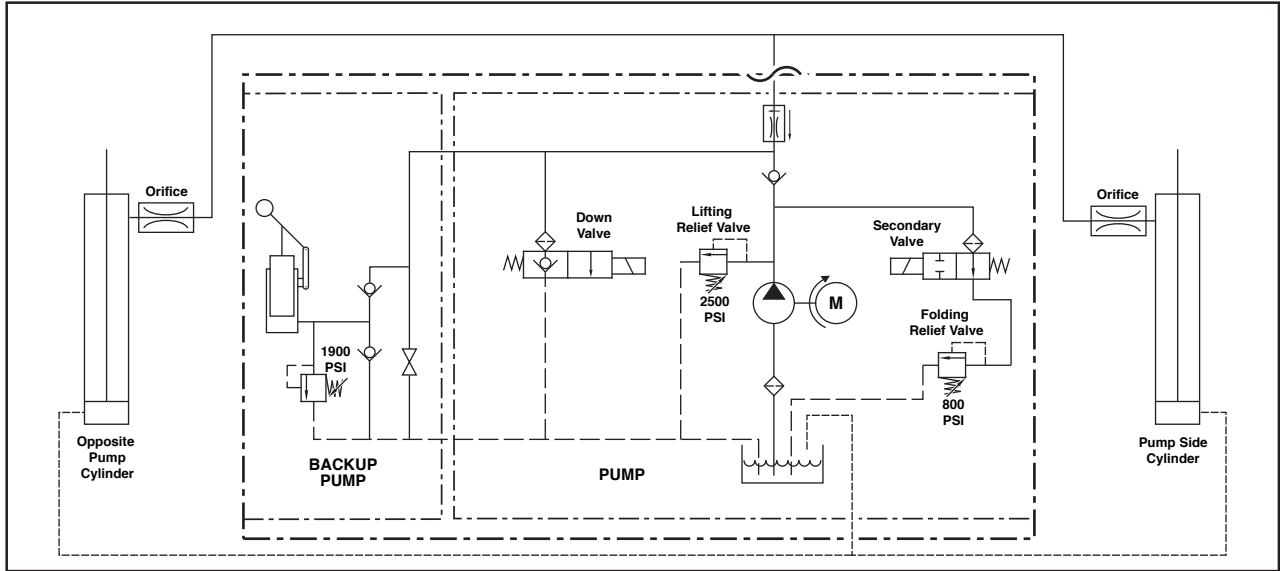 Orifice
Orifice
Down
Valve
Lifting
Relief Valve
Secondary
Valve
2500
PSI
M
Folding
Relief Valve
1900
PSI
800
PSI
Opposite
Pump
Cylinder
BACKUP
PUMP
PUMP
Pump Side
Cylinder